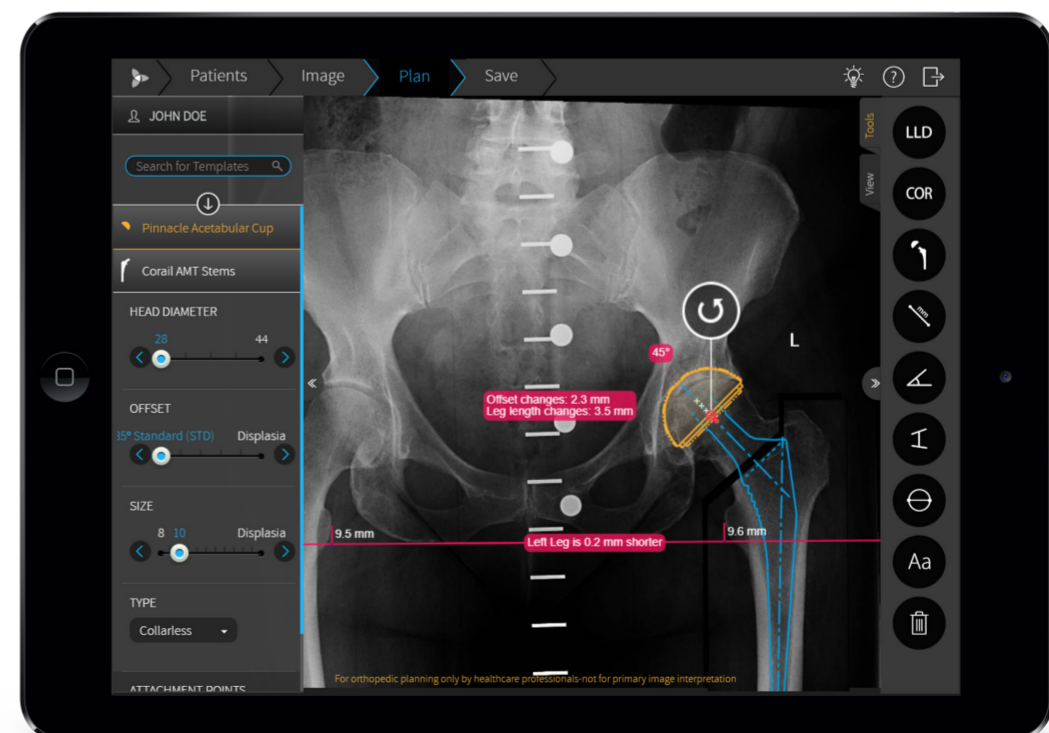 Patients
Image
Plan
Save
?
JOHN DOE
Search for Templates
Pinnacle Acetabular Cup
Corail AMT Stems
HEAD DIAMETER
28 44
OFFSET
Standard (STD) Displasia
SIZE
8 10 Displasia
TYPE
Collarless
ATTACHMENT POINTS
45°
Offset changes: 2.3 mm
Leg length changes: 3.5 mm
L
9.5 mm
9.6 mm
Left Leg is 0.2 mm shorter
For orthopedic planning only by healthcare professionals-not for primary image interpretation
Tools
View
LLD
COR
mm
Aa